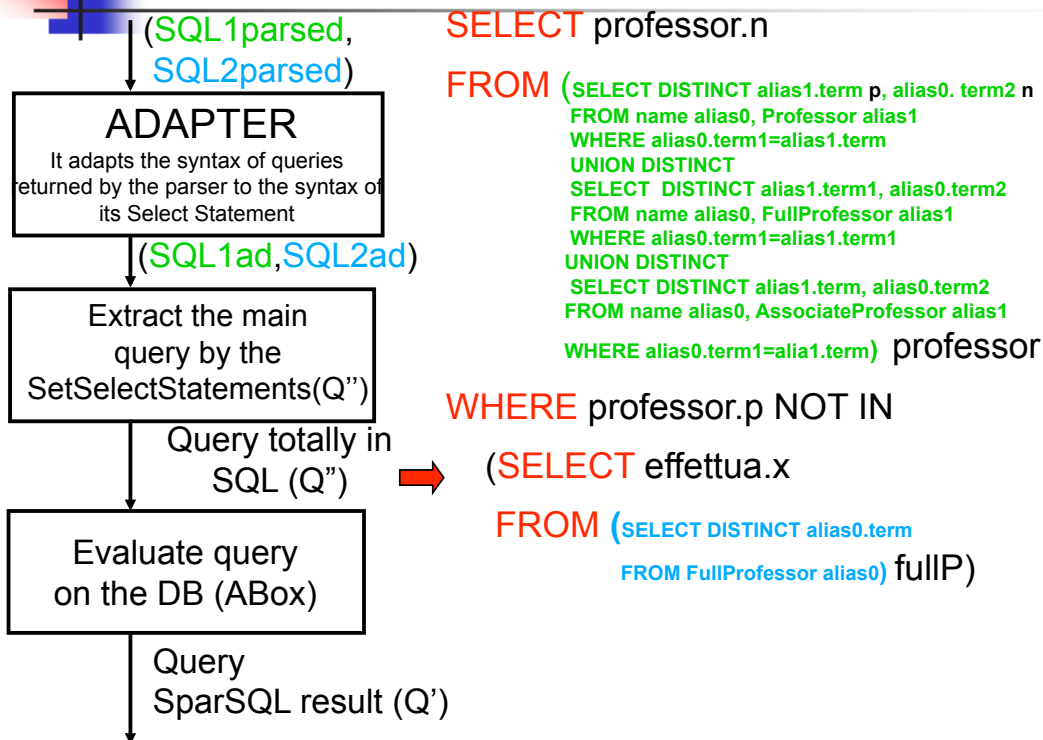 (SQL1parsed,
SQL2parsed)
ADAPTER
It adapts the syntax of queries
returned by the parser to the syntax of
its Select Statement
(SQL1ad,SQL2ad)
Extract the main
query by the
SetSelectStatements(Q’’)
Query totally in
SQL (Q”)
Evaluate query
on the DB (ABox)
Query
SparSQL result (Q’)
SELECT professor.n
FROM (SELECT DISTINCT alias1.term p, alias0. term2 n
FROM name alias0, Professor alias1
WHERE alias0.term1=alias1.term
UNION DISTINCT
SELECT DISTINCT alias1.term1, alias0.term2
FROM name alias0, FullProfessor alias1
WHERE alias0.term1=alias1.term1
UNION DISTINCT
SELECT DISTINCT alias1.term, alias0.term2
FROM name alias0, AssociateProfessor alias1
WHERE alias0.term1=alia1.term) professor
WHERE professor.p NOT IN
(SELECT effettua.x
FROM (SELECT DISTINCT alias0.term
FROM FullProfessor alias0) fullP)